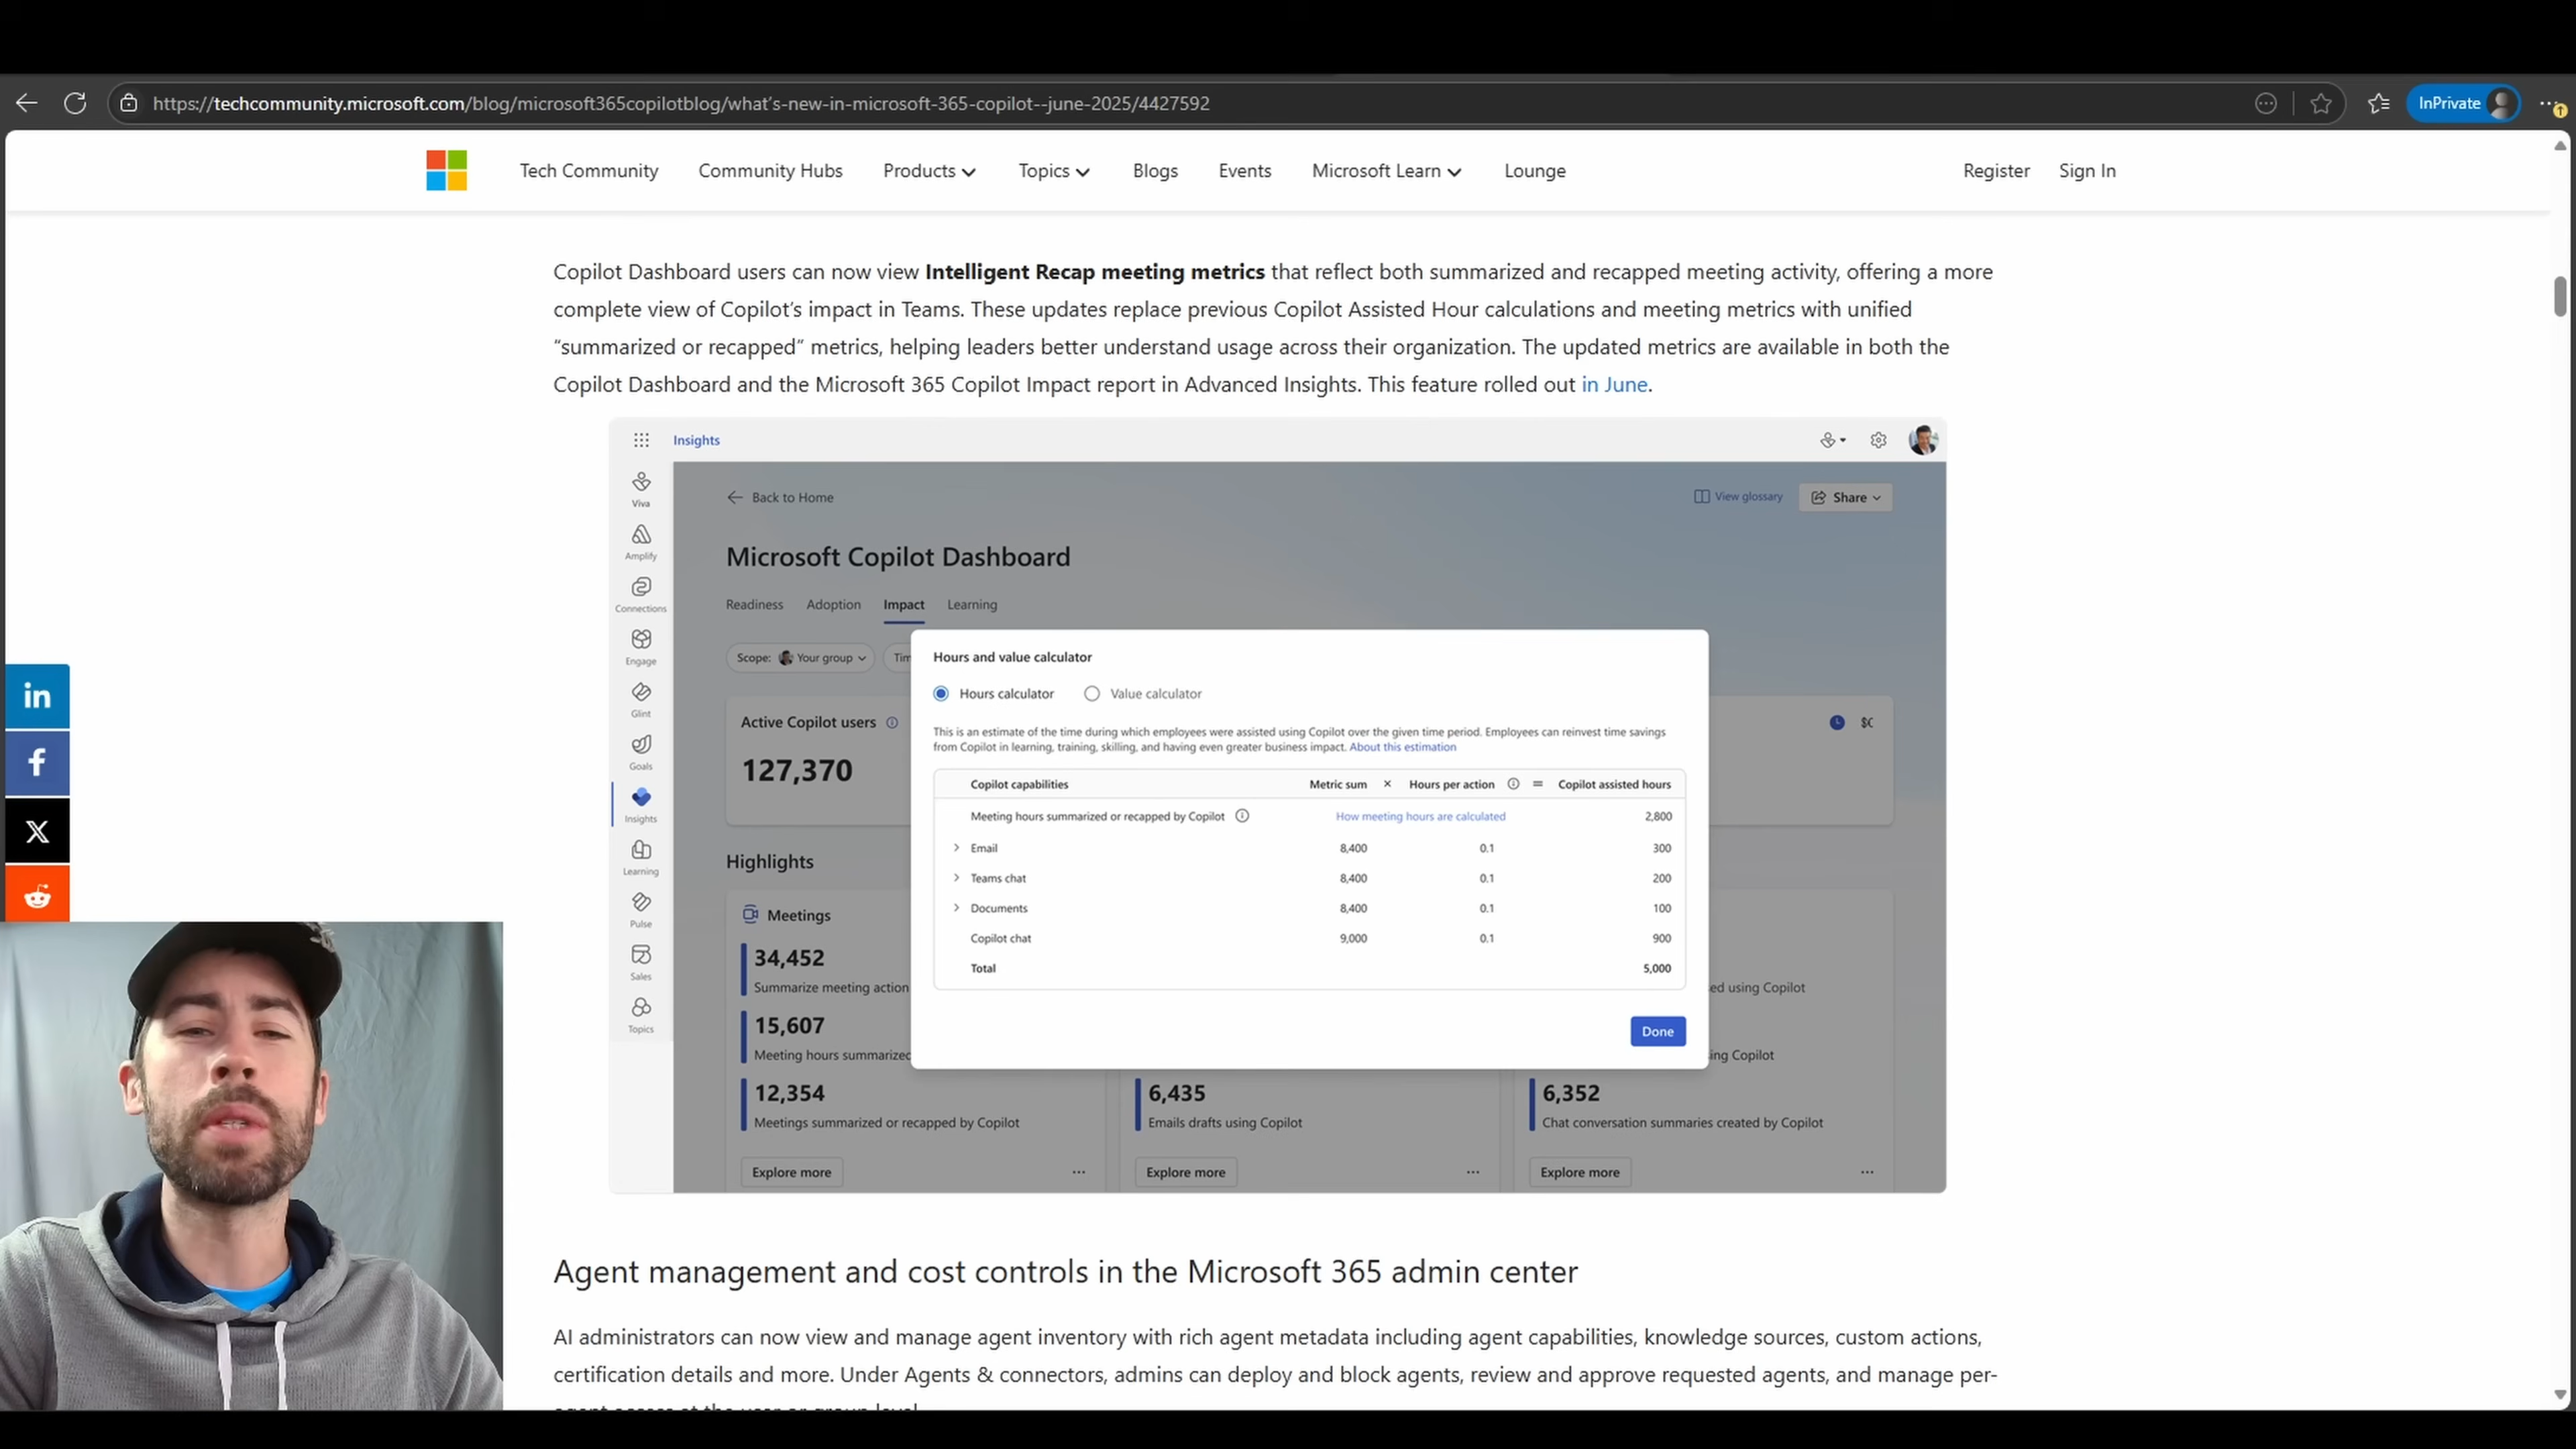 https://techcommunity.microsoft.com/blog/microsoft365copilotblog/what's-new-in-microsoft-365-copilot--june-2025/4427592
InPrivate
Tech Community
Community Hubs
Products
Topics
Blogs
Events
Microsoft Learn
Lounge
Register
Sign In
Copilot Dashboard users can now view Intelligent Recap meeting metrics that reflect both summarized and recapped meeting activity, offering a more
complete view of Copilot's impact in Teams. These updates replace previous Copilot Assisted Hour calculations and meeting metrics with unified
“summarized or recapped” metrics, helping leaders better understand usage across their organization. The updated metrics are available in both the
Copilot Dashboard and the Microsoft 365 Copilot Impact report in Advanced Insights. This feature rolled out in June.
Insights
Viva
Amplify
Connections
Engage
Glint
Goals
Insights
Learning
Pulse
Sales
Topics
Back to Home
View glossary
Share
Microsoft Copilot Dashboard
Readiness
Adoption
Impact
Learning
Scope: Your group
Tim
Active Copilot users
127,370
Highlights
Meetings
34,452
Summarize meeting action
15,607
Meeting hours summarized
12,354
Meetings summarized or recapped by Copilot
Explore more
Hours and value calculator
Hours calculator
Value calculator
This is an estimate of the time during which employees were assisted using Copilot over the given time period. Employees can reinvest time savings
from Copilot in learning, training, skilling, and having even greater business impact. About this estimation
Copilot capabilities Metric sum × Hours per action = Copilot assisted hours
Meeting hours summarized or recapped by Copilot How meeting hours are calculated 2,800
Email 8,400 0.1 300
Teams chat 8,400 0.1 200
Documents 8,400 0.1 100
Copilot chat 9,000 0.1 900
Total 5,000
Done
6,435
Emails drafts using Copilot
Explore more
ed using Copilot
ing Copilot
6,352
Chat conversation summaries created by Copilot
Explore more
in
f
X
Agent management and cost controls in the Microsoft 365 admin center
AI administrators can now view and manage agent inventory with rich agent metadata including agent capabilities, knowledge sources, custom actions,
certification details and more. Under Agents & connectors, admins can deploy and block agents, review and approve requested agents, and manage per-